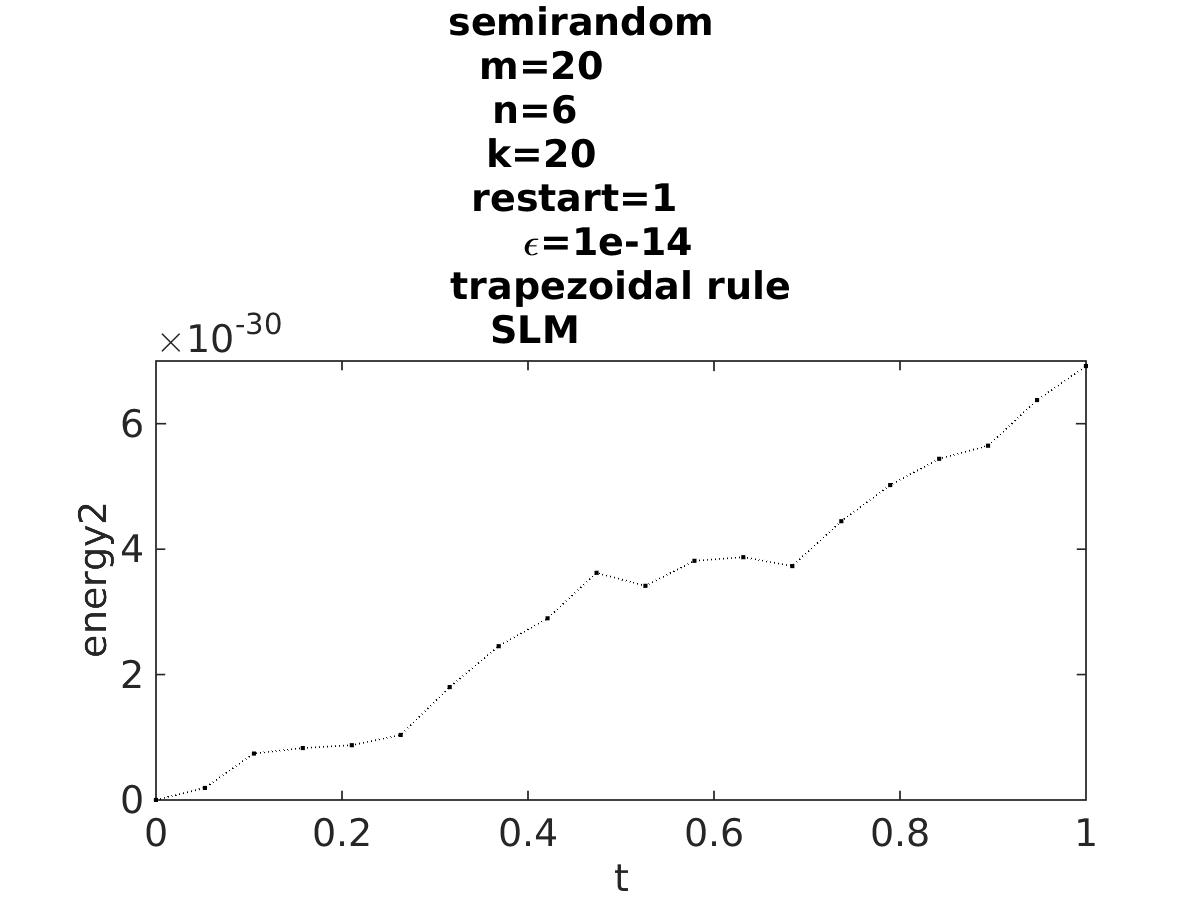 semirandom
m=20
n=6
k=20
restart=1
ϵ=1e-14
trapezoidal rule
SLM
×10-30
6
4
2
0
energy2
0 0.2 0.4 0.6 0.8 1
t